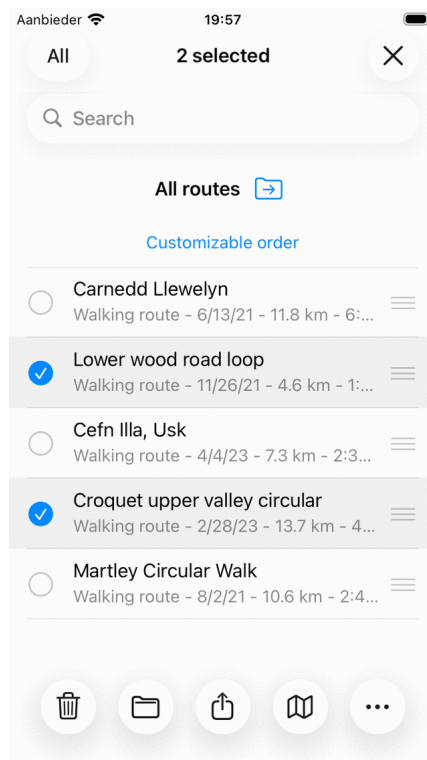 Aanbieder 19:57
All 2 selected
Search
All routes
Customizable order
Carnedd Llewelyn
Walking route - 6/13/21 - 11.8 km - 6:...
Lower wood road loop
Walking route - 11/26/21 - 4.6 km - 1:...
Cefn Illa, Usk
Walking route - 4/4/23 - 7.3 km - 2:3...
Croquet upper valley circular
Walking route - 2/28/23 - 13.7 km - 4...
Martley Circular Walk
Walking route - 8/2/21 - 10.6 km - 2:4...